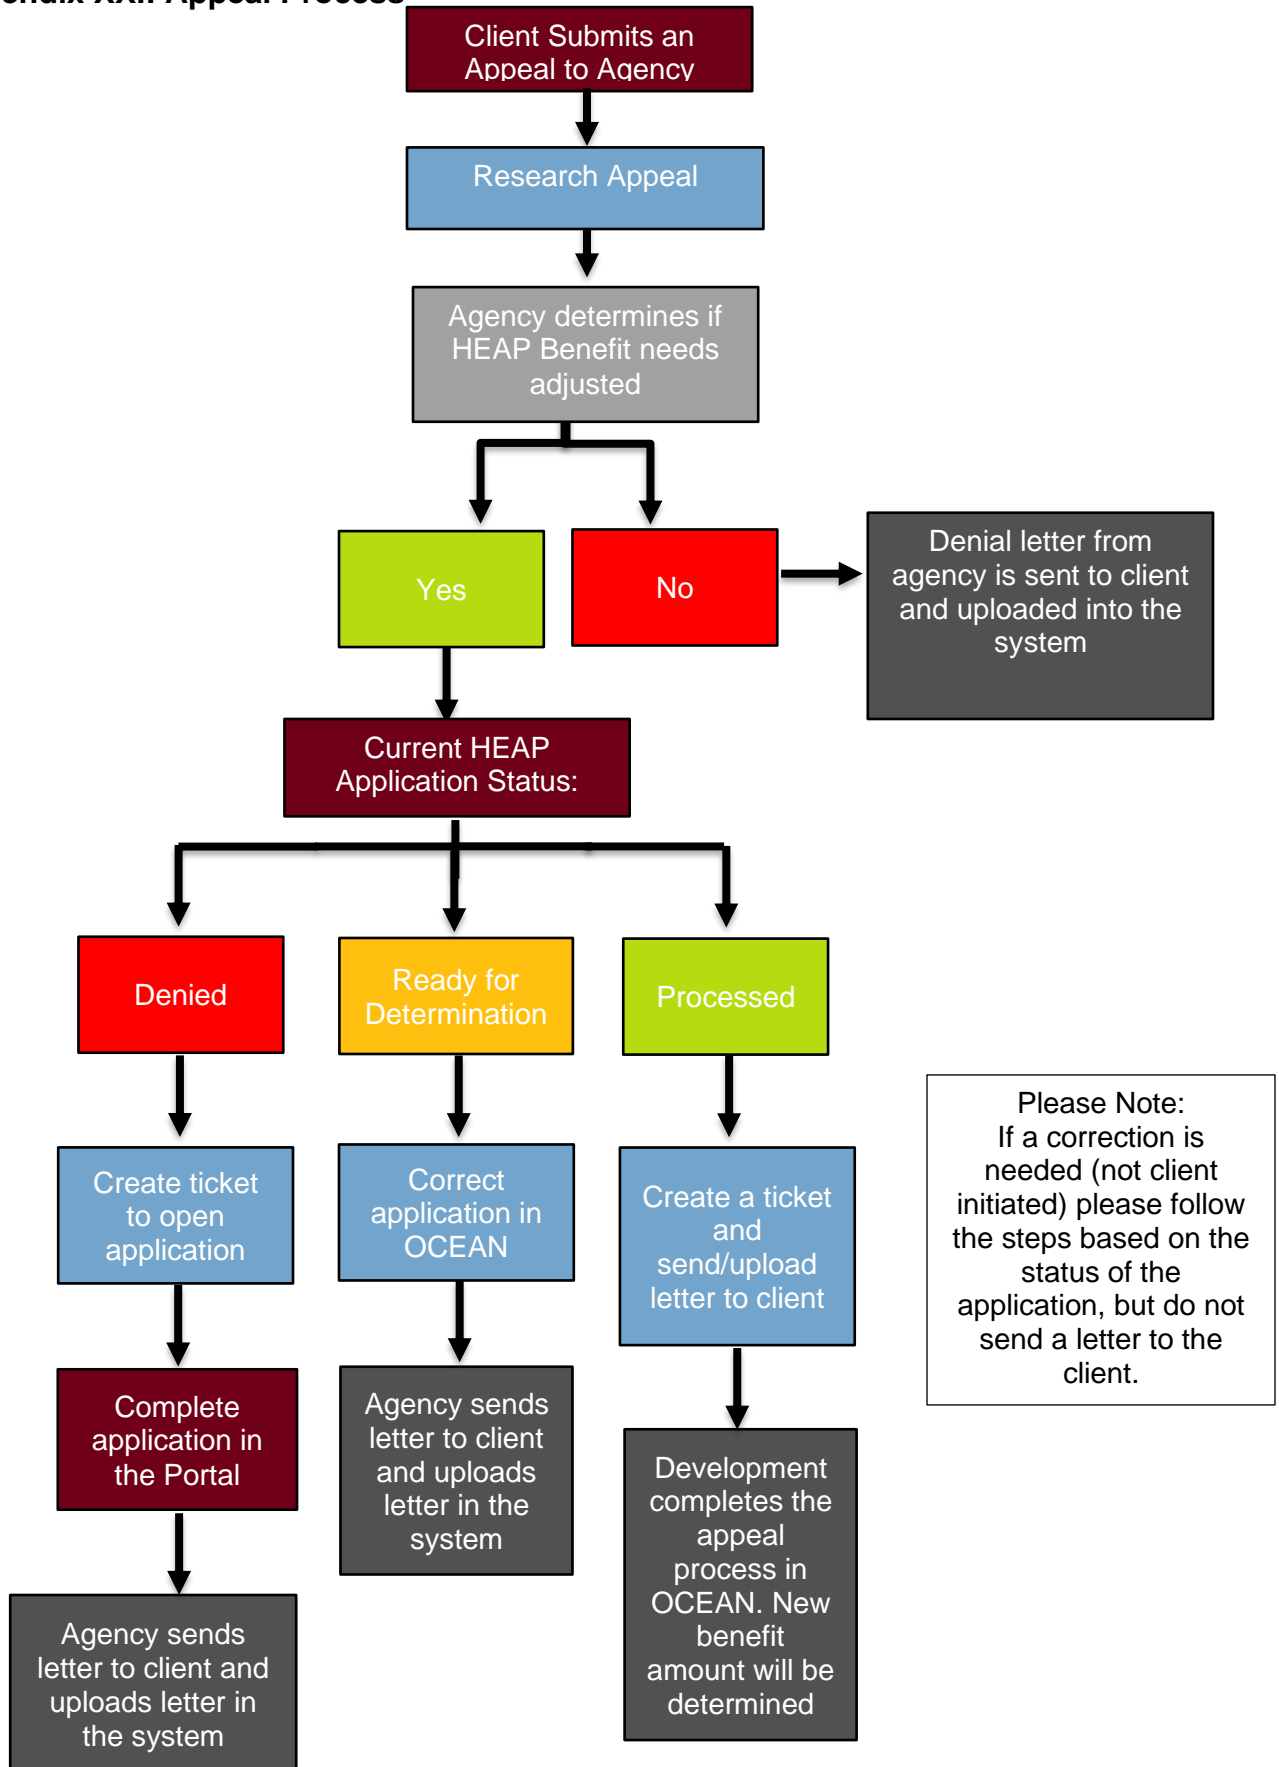 Appeal Process
Client Submits an
Appeal to Agency
Research Appeal
Agency determines if
HEAP Benefit needs
adjusted
Yes
No
Denial letter from
agency is sent to client
and uploaded into the
system
Current HEAP
Application Status:
Denied
Ready for
Determination
Processed
Create ticket
to open
application
Correct
application in
OCEAN
Create a ticket
and
send/upload
letter to client
Please Note:
If a correction is
needed (not client
initiated) please follow
the steps based on the
status of the
application, but do not
send a letter to the
client.
Complete
application in
the Portal
Agency sends
letter to client
and uploads
letter in the
system
Development
completes the
appeal
process in
OCEAN. New
benefit
amount will be
determined
Agency sends
letter to client and
uploads letter in
the system